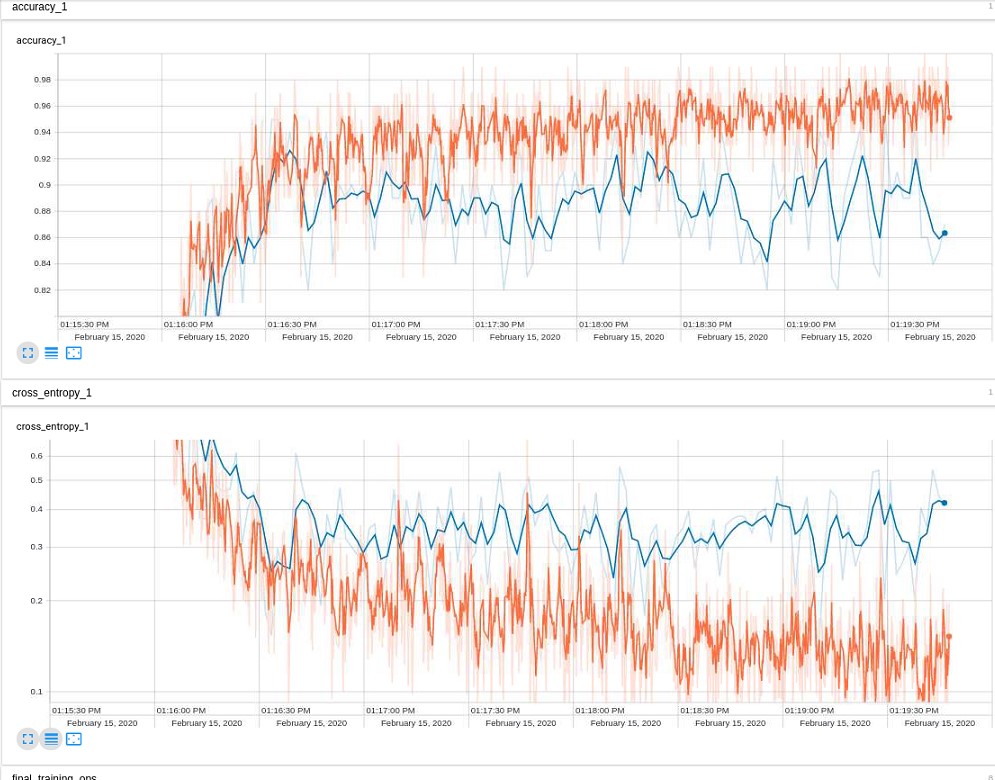 accuracy_1
1
accuracy_1
0.98
0.96
0.94
0.92
0.9
0.88
0.86
0.84
0.82
01:15:30 PM 01:16:00 PM 01:16:30 PM 01:17:00 PM 01:17:30 PM 01:18:00 PM 01:18:30 PM 01:19:00 PM 01:19:30 PM
February 15, 2020 February 15, 2020 February 15, 2020 February 15, 2020 February 15, 2020 February 15, 2020 February 15, 2020 February 15, 2020 February 15, 2020
cross_entropy_1
1
cross_entropy_1
0.6
0.5
0.4
0.3
0.2
0.1
01:15:30 PM 01:16:00 PM 01:16:30 PM 01:17:00 PM 01:17:30 PM 01:18:00 PM 01:18:30 PM 01:19:00 PM 01:19:30 PM
February 15, 2020 February 15, 2020 February 15, 2020 February 15, 2020 February 15, 2020 February 15, 2020 February 15, 2020 February 15, 2020 February 15, 2020
final_training_ops
8